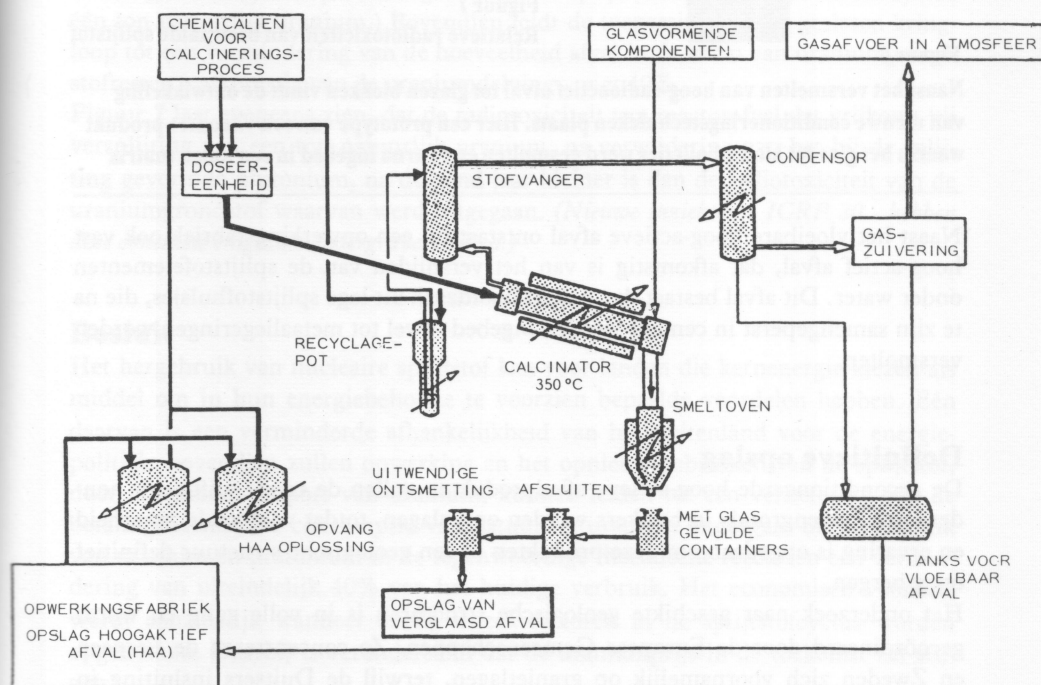 CHEMICALIËN
VOOR
CALCINERINGS-
PROCES
GLASVORMENDE
KOMPONENTEN
GASAFVOER IN ATMOSFEER
DOSEER-
EENHEID
STOFVANGER
CONDENSOR
GAS-
ZUIVERING
RECYCLAGE-
POT
CALCINATOR
350 °C
SMELTOVEN
UITWENDIGE
ONTSMETTING
AFSLUITEN
MET GLAS
GEVULDE
CONTAINERS
OPVANG
HAA OPLOSSING
TANKS VOOR
VLOEIBAAR
AFVAL
OPWERKINGSFABRIEK
OPSLAG HOOGAKTIEF
AFVAL (HAA)
OPSLAG VAN
VERGLAASD AFVAL